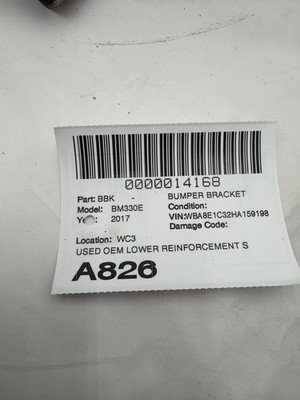 0000014168
Part: BBK - BUMPER BRACKET
Model: BM330E Condition:
2017 VIN:WBA8E1C32HA159198
Damage Code:
Location: WC3
USED OEM LOWER REINFORCEMENT S
A826